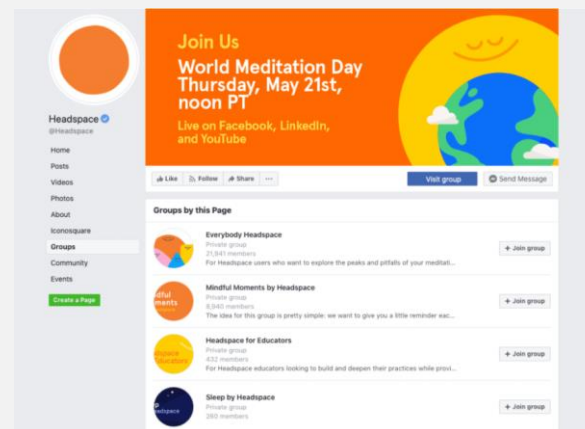 Join Us
World Meditation Day
Thursday, May 21st,
noon PT
Live on Facebook, LinkedIn,
and YouTube
Headspace
@Headspace
Home
Posts
Videos
Photos
About
Iconosquare
Groups
Community
Events
Create a Page
Like Follow Share ...
Visit group
Send Message
Groups by this Page
Everybody Headspace
Private group
21,841 members
For Headspace users who want to explore the peaks and pitfalls of your meditati...
+ Join group
Mindful Moments by Headspace
Private group
6,940 members
The idea for this group is pretty simple: we want to give you a little reminder eac...
+ Join group
Headspace for Educators
Private group
432 members
For Headspace educators looking to build and deepen their practices while provi...
+ Join group
Sleep by Headspace
Private group
members
+ Join group